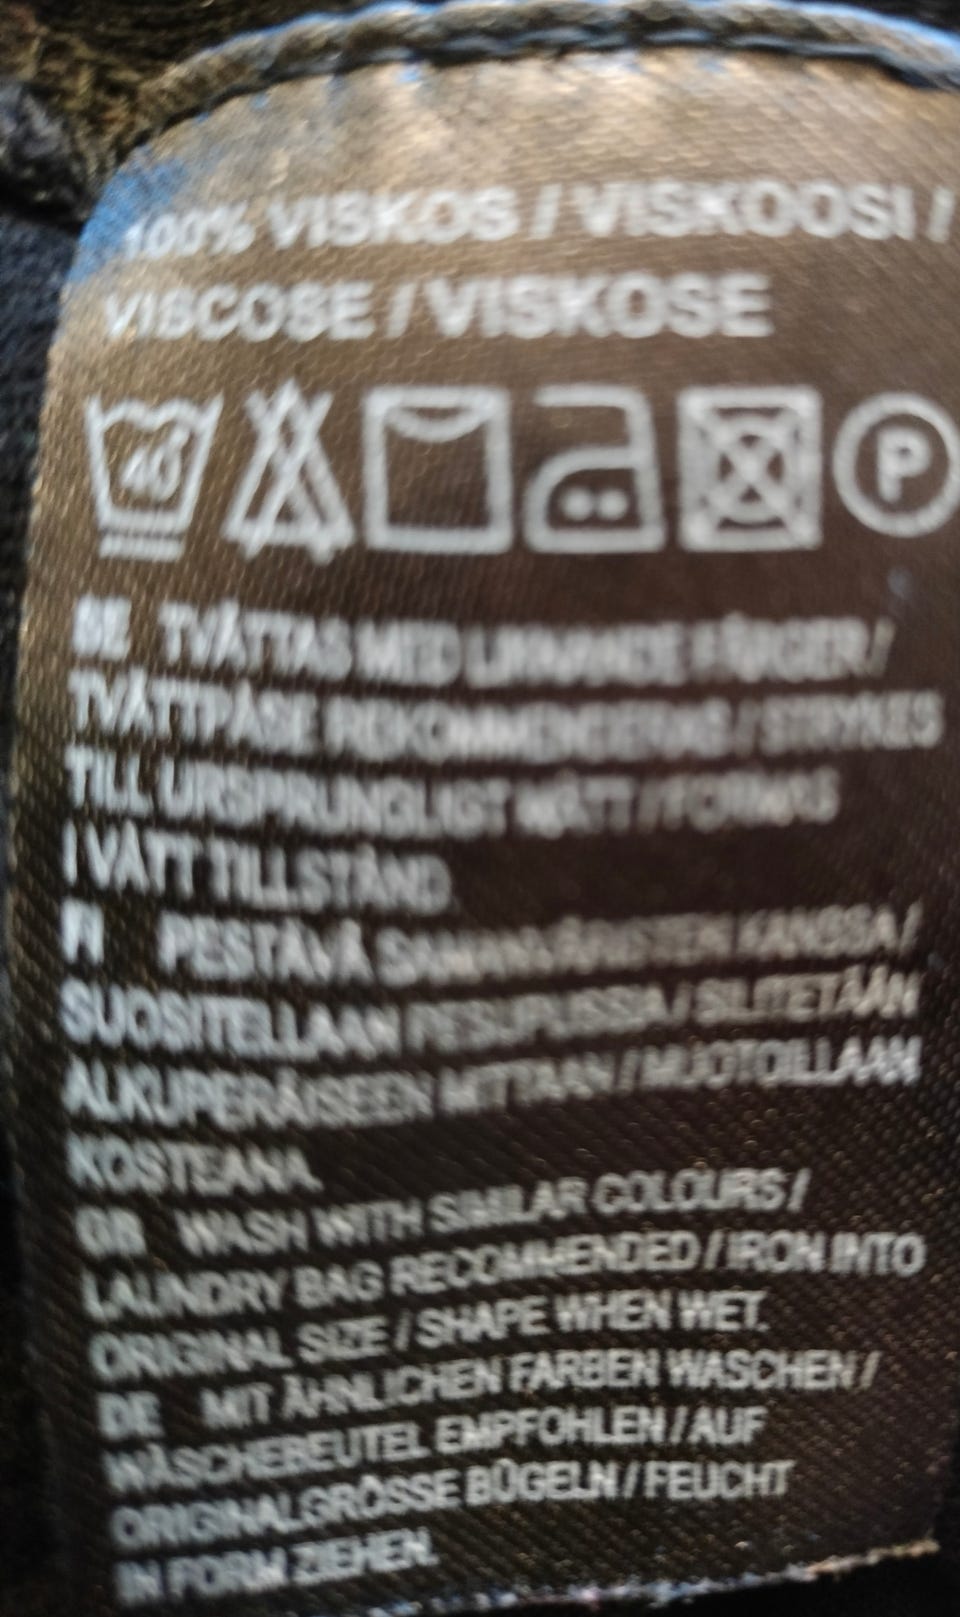 100% VISKOS / VISKOOSI /
VISCOSE / VISKOSE
40
P
SE TVÄTTAS MED LIKNANDE FÄRGER /
TVÄTTPÅSE REKOMMENDERAS / STRYKES
TILL URSPRUNGLIGT MÅTT / FORMAS
I VÅTT TILLSTÅND
FI PESTÄVÄ SAMANVÄRISTEN KANSSA /
SUOSITELLAAN PESUPUSSIA / SILITETÄÄN
ALKUPERÄISEEN MITTAAN / MUOTOILLAAN
KOSTEANA.
GB WASH WITH SIMILAR COLOURS /
LAUNDRY BAG RECOMMENDED / IRON INTO
ORIGINAL SIZE / SHAPE WHEN WET.
DE MIT ÄHNLICHEN FARBEN WASCHEN /
WÄSCHEBEUTEL EMPFOHLEN / AUF
ORIGINALGRÖSSE BÜGELN / FEUCHT
IN FORM ZIEHEN.